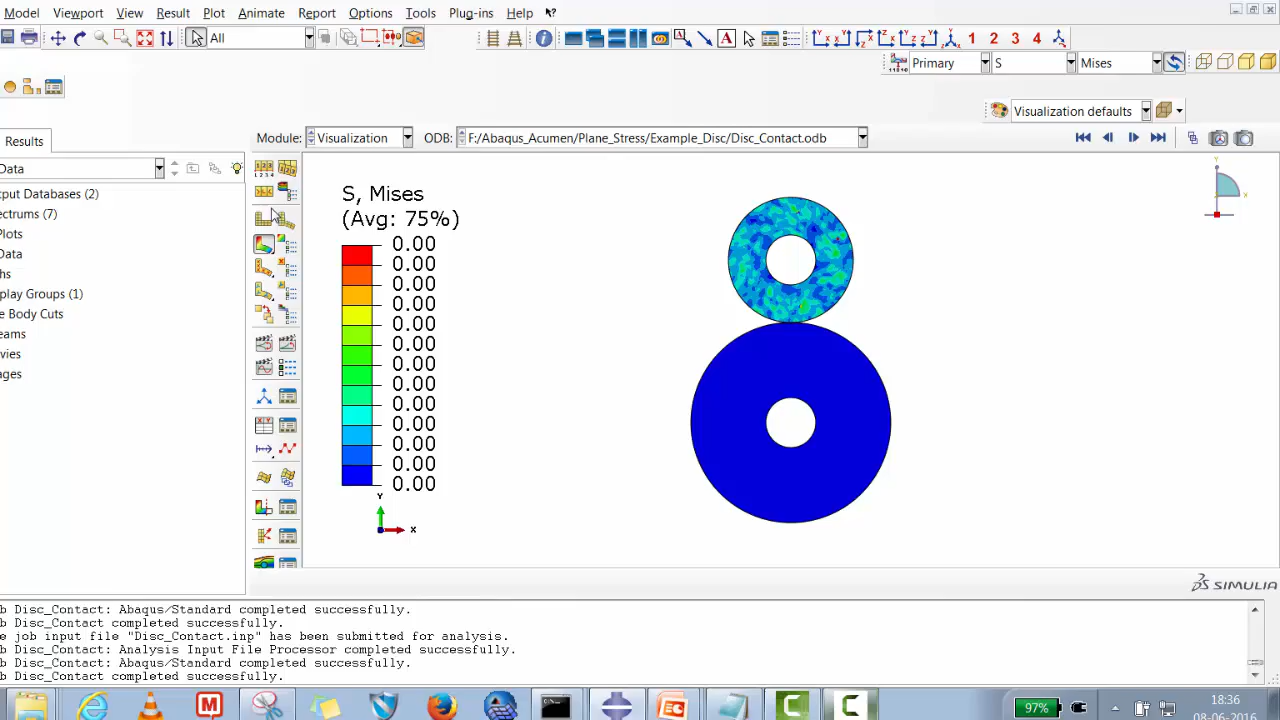 Model Viewport View Result Plot Animate Report Options Tools Plug-ins Help
All
A 1 2 3 4
Primary S Mises
Visualization defaults
Results
Module: Visualization ODB: F:/Abaqus_Acumen/Plane_Stress/Example_Disc/Disc_Contact.odb
Data
tput Databases (2)
ectrums (7)
Plots
Data
hs
play Groups (1)
e Body Cuts
eams
vies
ages
S, Mises
(Avg: 75%)
0.00
0.00
0.00
0.00
0.00
0.00
0.00
0.00
0.00
0.00
0.00
0.00
0.00
Y
X
Y
X
SIMULIA
b Disc_Contact: Abaqus/Standard completed successfully.
b Disc_Contact completed successfully.
e job input file "Disc_Contact.inp" has been submitted for analysis.
b Disc_Contact: Analysis Input File Processor completed successfully.
b Disc_Contact: Abaqus/Standard completed successfully.
b Disc_Contact completed successfully.
97%
18:36
08-06-2016